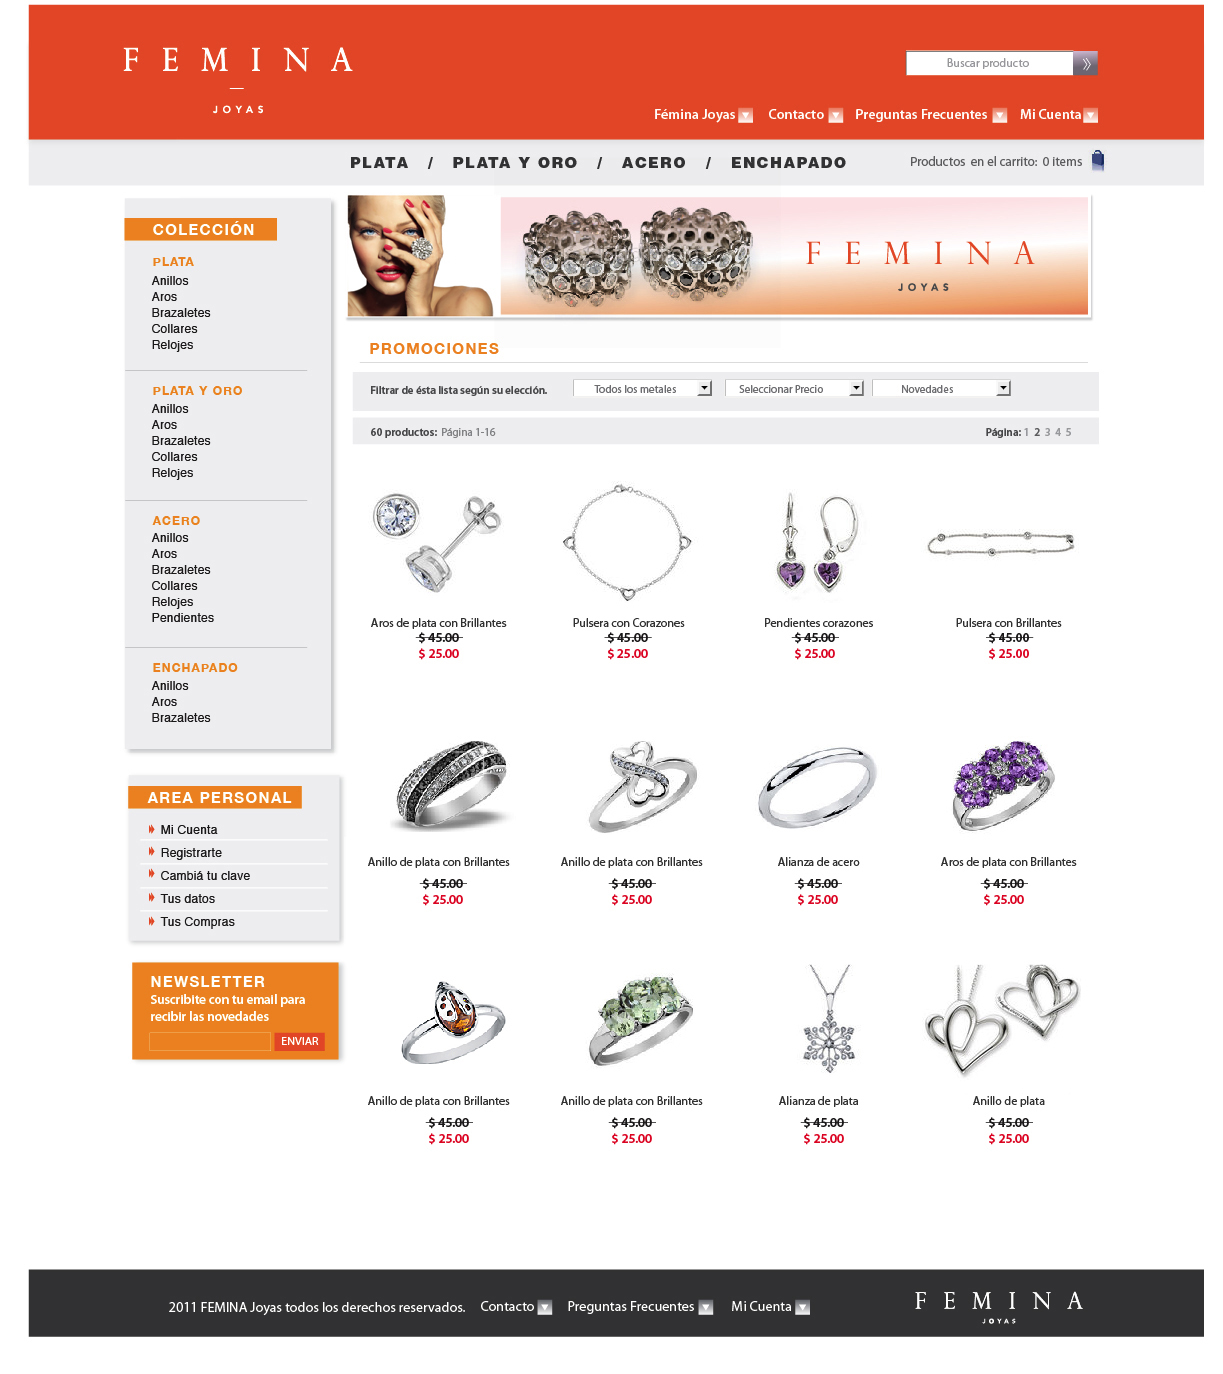 FEMINA
JOYAS
Buscar producto
Fémina Joyas Contacto Preguntas Frecuentes Mi Cuenta
PLATA / PLATA Y ORO / ACERO / ENCHAPADO
Productos en el carrito: 0 items
COLECCIÓN
PLATA
Anillos
Aros
Brazaletes
Collares
Relojes
PLATA Y ORO
Anillos
Aros
Brazaletes
Collares
Relojes
ACERO
Anillos
Aros
Brazaletes
Collares
Relojes
Pendientes
ENCHAPADO
Anillos
Aros
Brazaletes
AREA PERSONAL
Mi Cuenta
Registrarte
Cambiá tu clave
Tus datos
Tus Compras
NEWSLETTER
Suscribite con tu email para
recibir las novedades
ENVIAR
FEMINA
JOYAS
PROMOCIONES
Filtrar de ésta lista según su elección. Todos los metales Seleccionar Precio Novedades
60 productos: Página 1-16 Página: 1 2 3 4 5
Aros de plata con Brillantes Pulsera con Corazones Pendientes corazones Pulsera con Brillantes
$ 45.00 $ 45.00 $ 45.00 $ 45.00
$ 25.00 $ 25.00 $ 25.00 $ 25.00
Anillo de plata con Brillantes Anillo de plata con Brillantes Alianza de acero Aros de plata con Brillantes
$ 45.00 $ 45.00 $ 45.00 $ 45.00
$ 25.00 $ 25.00 $ 25.00 $ 25.00
Anillo de plata con Brillantes Anillo de plata con Brillantes Alianza de plata Anillo de plata
$ 45.00 $ 45.00 $ 45.00 $ 45.00
$ 25.00 $ 25.00 $ 25.00 $ 25.00
2011 FEMINA Joyas todos los derechos reservados. Contacto Preguntas Frecuentes Mi Cuenta
FEMINA
JOYAS